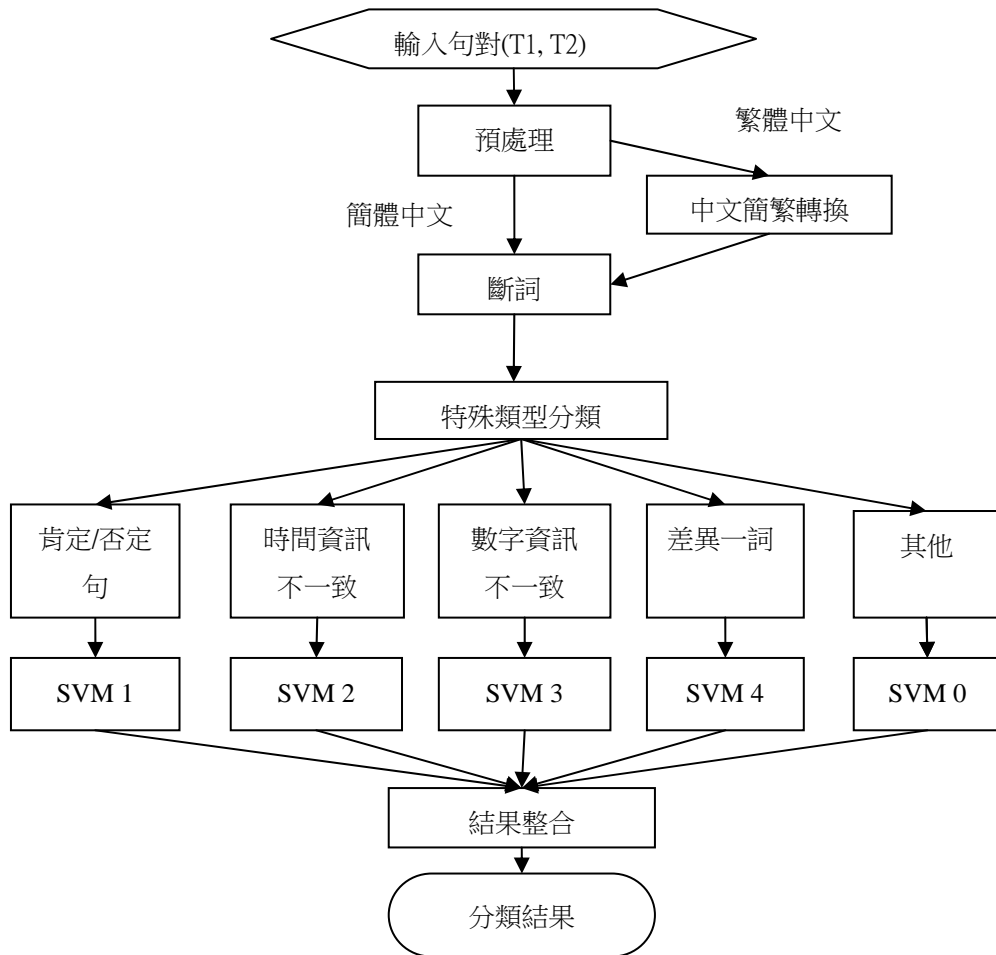 輸入句對(T1, T2)
預處理
繁體中文
簡體中文
中文簡繁轉換
斷詞
特殊類型分類
肯定/否定
句
時間資訊
不一致
數字資訊
不一致
差異一詞
其他
SVM 1
SVM 2
SVM 3
SVM 4
SVM 0
結果整合
分類結果